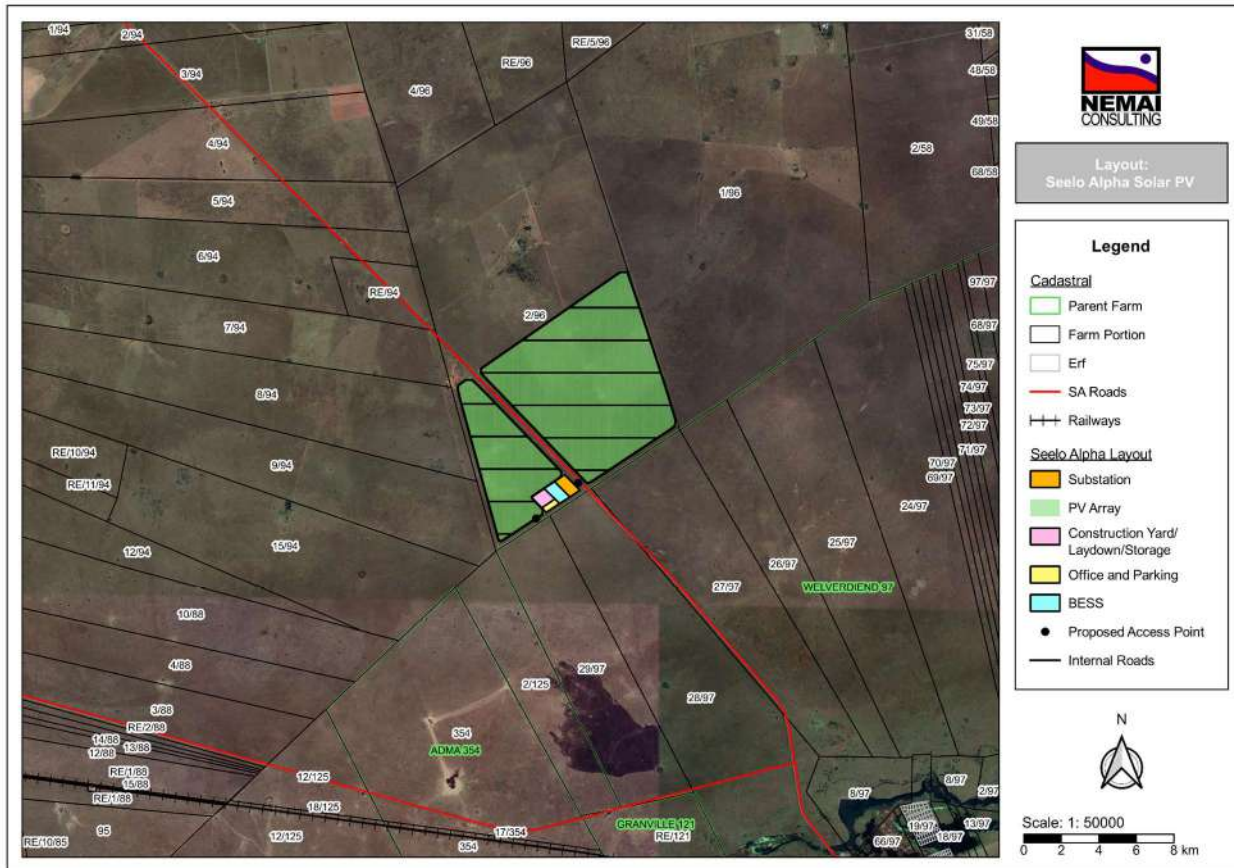 1/94
2/94
3/94
4/94
5/94
6/94
RE/94
7/94
8/94
9/94
RE/10/94
RE/11/94
12/94
15/94
10/88
4/88
3/88
RE/2/88
14/88
13/88
12/88
RE/1/88
15/88
RE/1/88
95
RE/10/85
12/125
18/125
12/125
17/354
354
354
ADMA 354
2/125
29/97
28/97
GRANVILLE 121
RE/121
4/96
RE/96
RE/5/96
1/96
2/96
31/58
48/58
49/58
2/58
68/58
97/97
68/97
75/97
74/97
73/97
72/97
71/97
70/97
69/97
24/97
25/97
26/97
27/97
WELVERDIEND 97
8/97
8/97
2/97
13/97
19/97
18/97
66/97
NEMAI
CONSULTING
Layout:
Seelo Alpha Solar PV
Legend
Cadastral
Parent Farm
Farm Portion
Erf
SA Roads
Railways
Seelo Alpha Layout
Substation
PV Array
Construction Yard/
Laydown/Storage
Office and Parking
BESS
Proposed Access Point
Internal Roads
N
Scale: 1: 50000
0 2 4 6 8 km